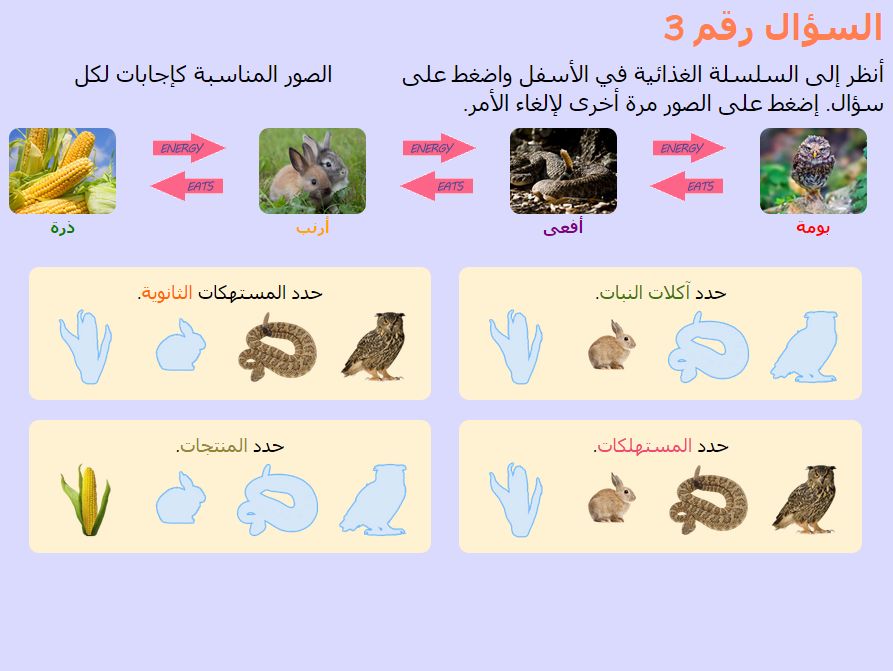 السؤال رقم 3
أنظر إلى السلسلة الغذائية في الأسفل واضغط على الصور المناسبة كإجابات لكل
سؤال. إضغط على الصور مرة أخرى لإلغاء الأمر.
ENERGY ENERGY ENERGY
EATS EATS EATS
بومة أفعى أرنب ذرة
حدد آكلات النبات.
حدد المستهكات الثانوية.
حدد المستهلكات.
حدد المنتجات.